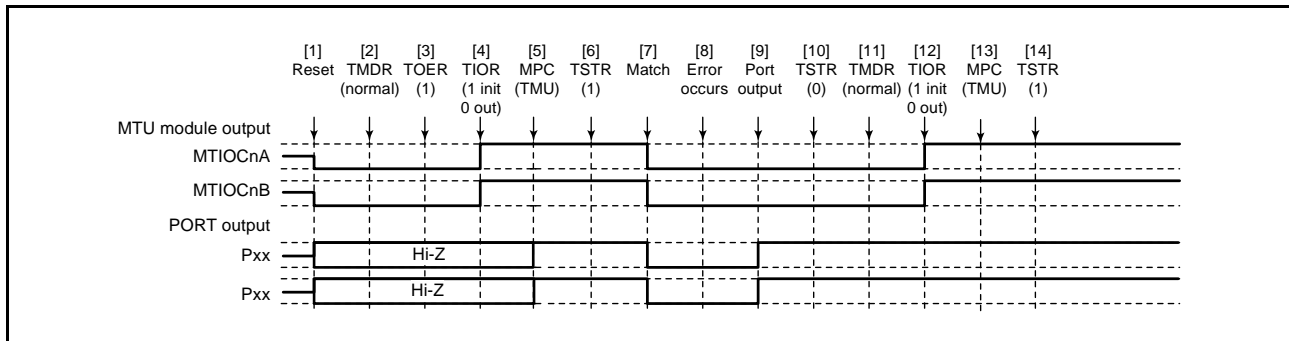 [1] [2] [3] [4] [5] [6] [7] [8] [9] [10] [11] [12] [13] [14]
Reset TMDR TOER TIOR MPC TSTR Match Error Port TSTR TMDR TIOR MPC TSTR
(normal) (1) (1 init (TMU) (1) occurs output (0) (normal) (1 init (TMU) (1)
0 out) 0 out)
MTU module output
MTIOCnA
MTIOCnB
PORT output
Pxx Hi-Z
Pxx Hi-Z